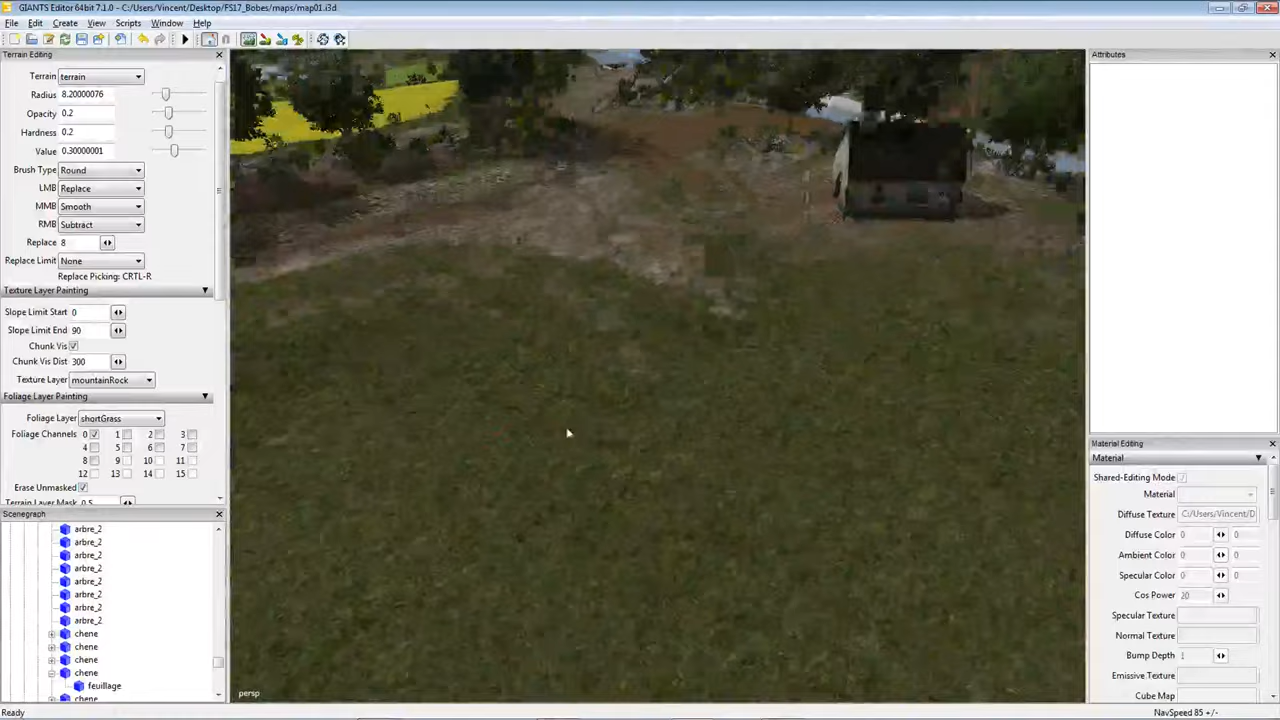 GIANTS Editor 64bit 7.1.0 - C:/Users/Vincent/Desktop/FS17_Bobes/maps/map01.i3d
File Edit Create View Scripts Window Help
Terrain Editing
Terrain terrain
Radius 8.20000076
Opacity 0.2
Hardness 0.2
Value 0.30000001
Brush Type Round
LMB Replace
MMB Smooth
RMB Subtract
Replace 8
Replace Limit None
Replace Picking: CRTL-R
Texture Layer Painting
Slope Limit Start 0
Slope Limit End 90
Chunk Vis
Chunk Vis Dist 300
Texture Layer mountainRock
Foliage Layer Painting
Foliage Layer shortGrass
Foliage Channels 0 1 2 3
4 5 6 7
8 9 10 11
12 13 14 15
Erase Unmasked
Terrain Layer Mask 0.5
Scenegraph
arbre_2
arbre_2
arbre_2
arbre_2
arbre_2
arbre_2
arbre_2
arbre_2
chene
chene
chene
chene
feuillage
chene
persp
Attributes
Material Editing
Material
Shared-Editing Mode
Material
Diffuse Texture C:/Users/Vincent/D
Diffuse Color 0 0
Ambient Color 0 0
Specular Color 0 0
Cos Power 20
Specular Texture
Normal Texture
Bump Depth 1
Emissive Texture
Cube Map
Ready
NavSpeed 85 +/-